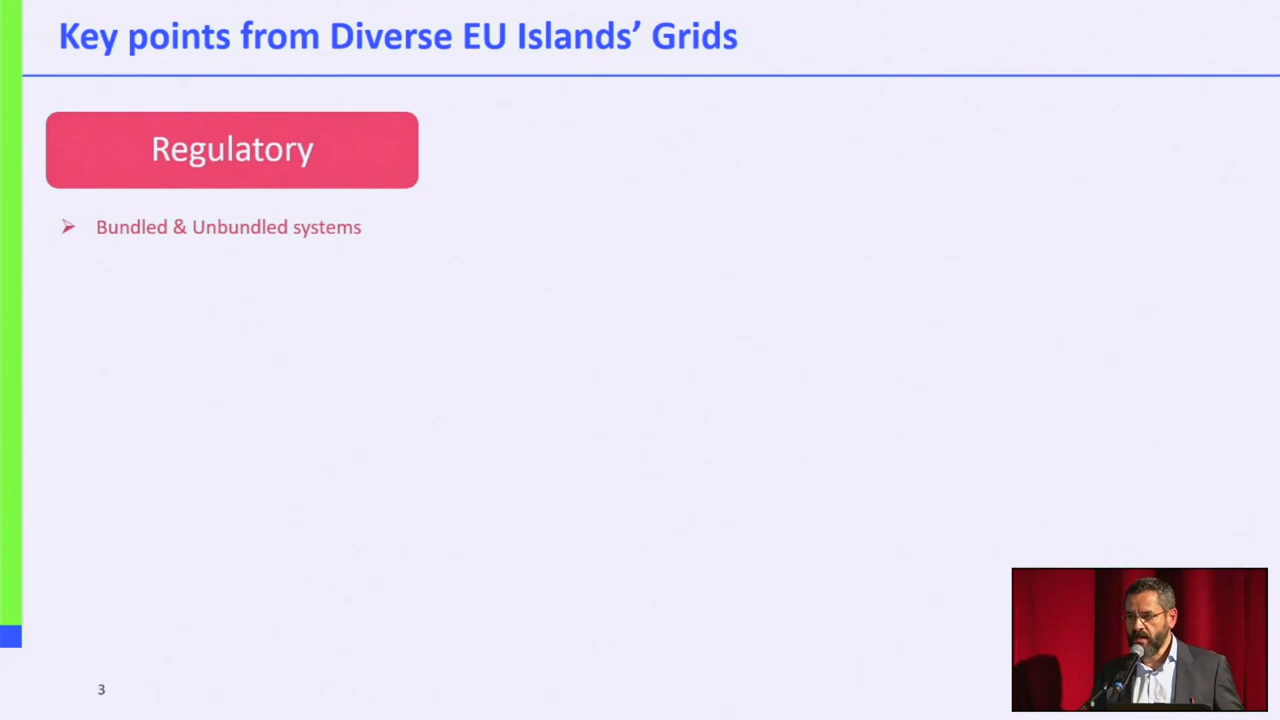 Key points from Diverse EU Islands’ Grids
Regulatory
➢ Bundled & Unbundled systems
3